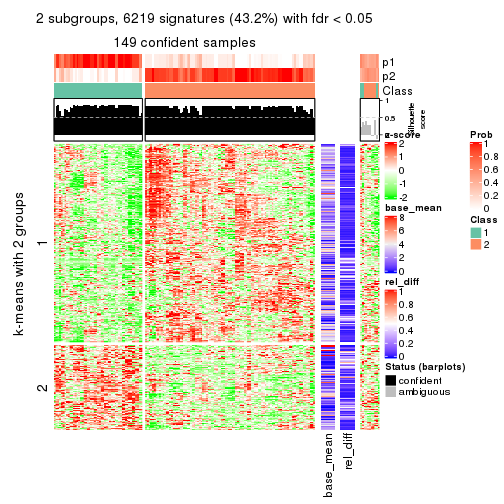 2 subgroups, 6219 signatures (43.2%) with fdr < 0.05
149 confident samples
p1
p2
Class
1
0.5
0
Silhouette
score
k-means with 2 groups
1
2
base_mean
rel_diff
z-score
2
1
0
-1
-2
base_mean
8
6
4
2
0
rel_diff
1
0.8
0.6
0.4
0.2
0
Status (barplots)
confident
ambiguous
Prob
1
0.8
0.6
0.4
0.2
0
Class
1
2